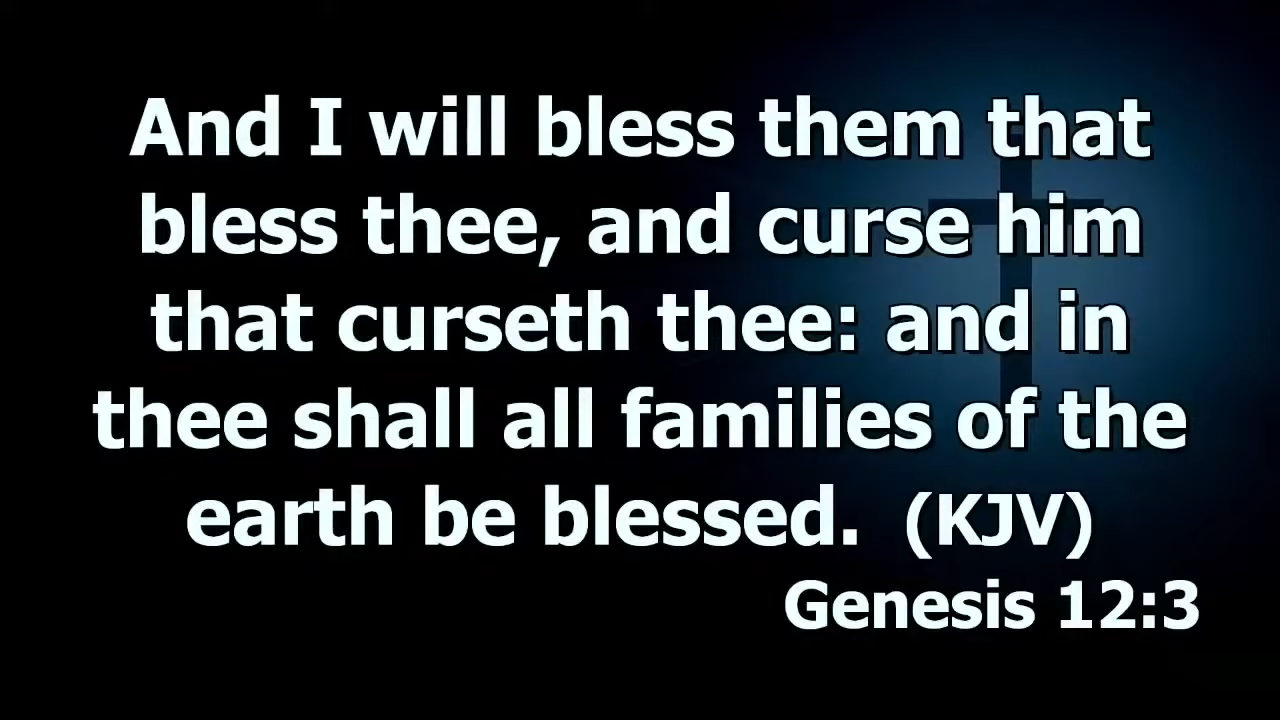 And I will bless them that
bless thee, and curse him
that curseth thee: and in
thee shall all families of the
earth be blessed.  (KJV)
Genesis 12:3